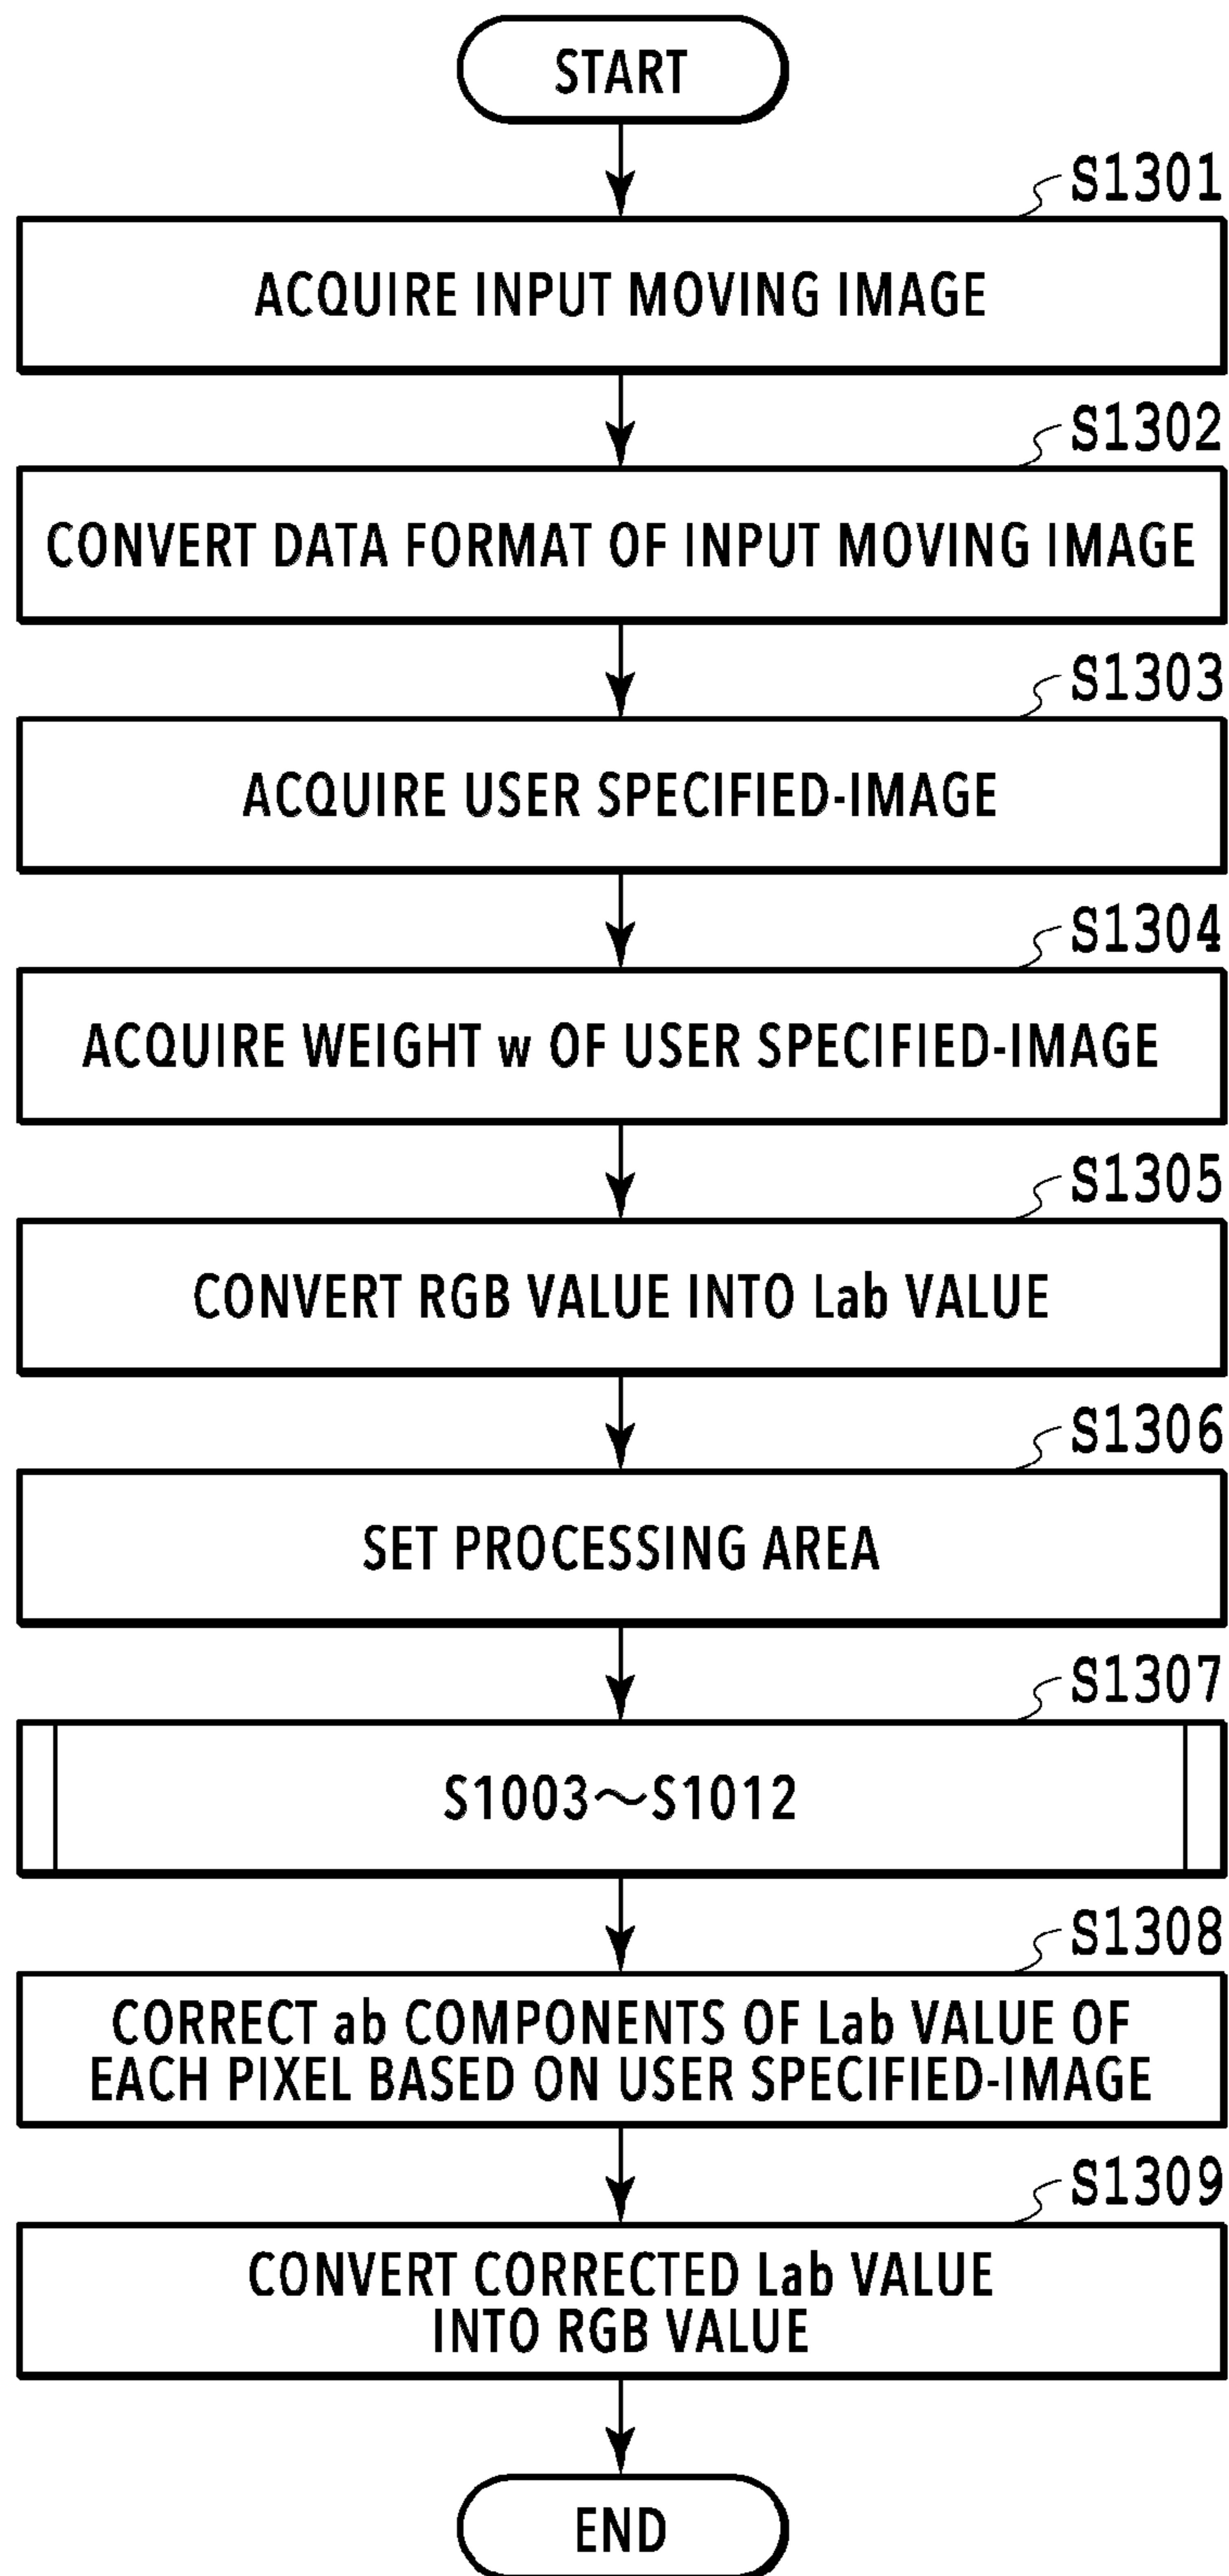 START
S1301
ACQUIRE INPUT MOVING IMAGE
S1302
CONVERT DATA FORMAT OF INPUT MOVING IMAGE
S1303
ACQUIRE USER SPECIFIED-IMAGE
S1304
ACQUIRE WEIGHT w OF USER SPECIFIED-IMAGE
S1305
CONVERT RGB VALUE INTO Lab VALUE
S1306
SET PROCESSING AREA
S1307
S1003～S1012
S1308
CORRECT ab COMPONENTS OF Lab VALUE OF
EACH PIXEL BASED ON USER SPECIFIED-IMAGE
S1309
CONVERT CORRECTED Lab VALUE
INTO RGB VALUE
END